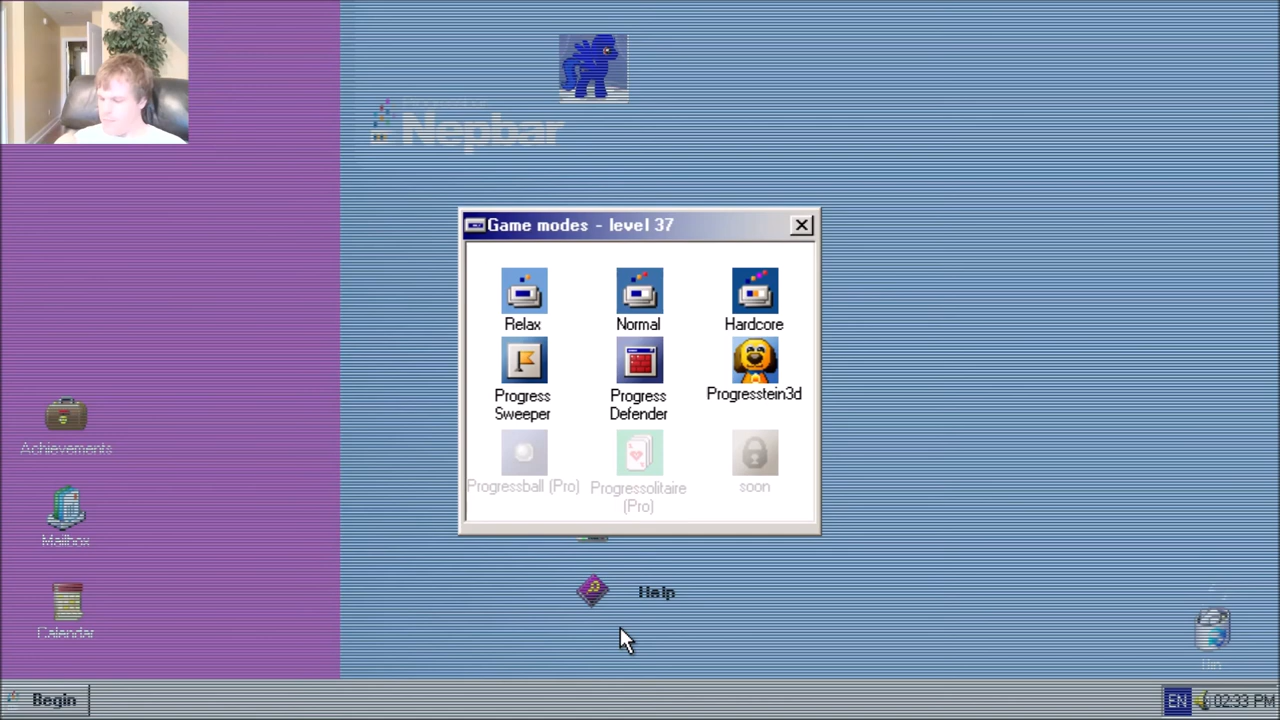 Nepbar
Game modes - level 37
Relax
Normal
Hardcore
Progress
Sweeper
Progress
Defender
Progresstein3d
Progressball (Pro)
Progressolitaire
(Pro)
soon
Achievements
Mailbox
Calendar
Help
Bin
Begin
EN
02:33 PM